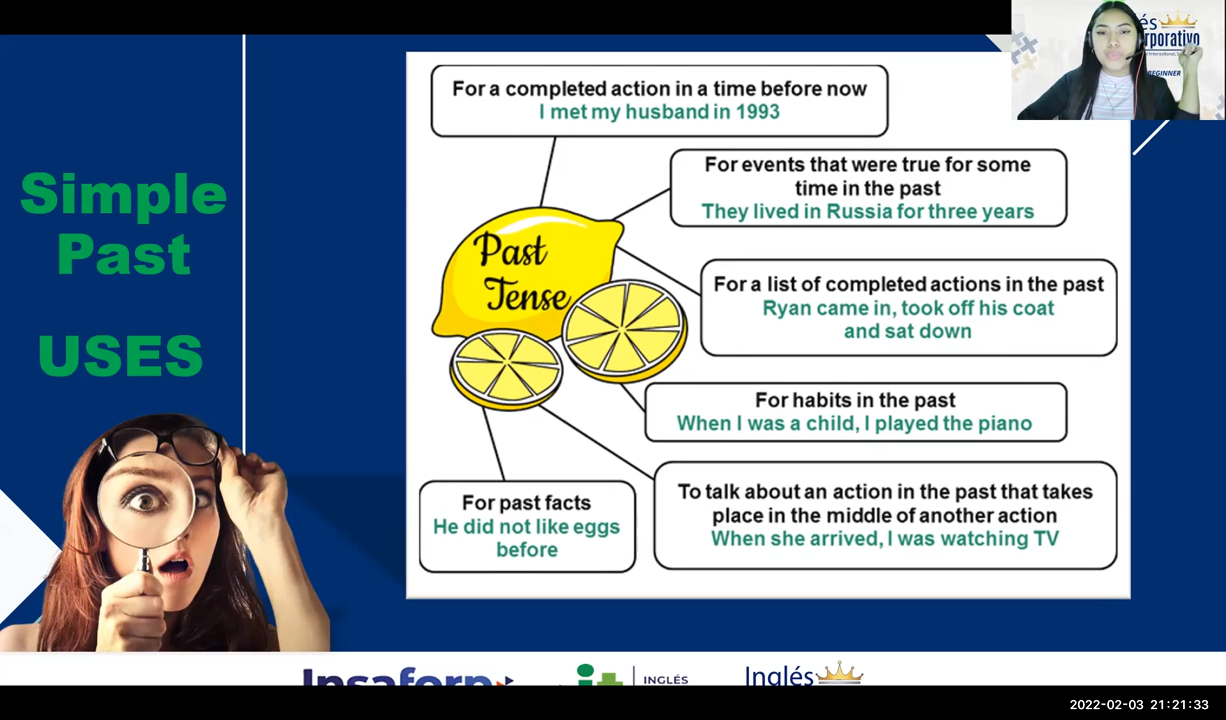 Simple
Past
USES
For a completed action in a time before now
I met my husband in 1993
For events that were true for some
time in the past
They lived in Russia for three years
Past
Tense
For a list of completed actions in the past
Ryan came in, took off his coat
and sat down
For habits in the past
When I was a child, I played the piano
To talk about an action in the past that takes
place in the middle of another action
When she arrived, I was watching TV
For past facts
He did not like eggs
before
Insaforp
INGLÉS
Inglés
és
rporativo
BEGINNER
2022-02-03 21:21:33